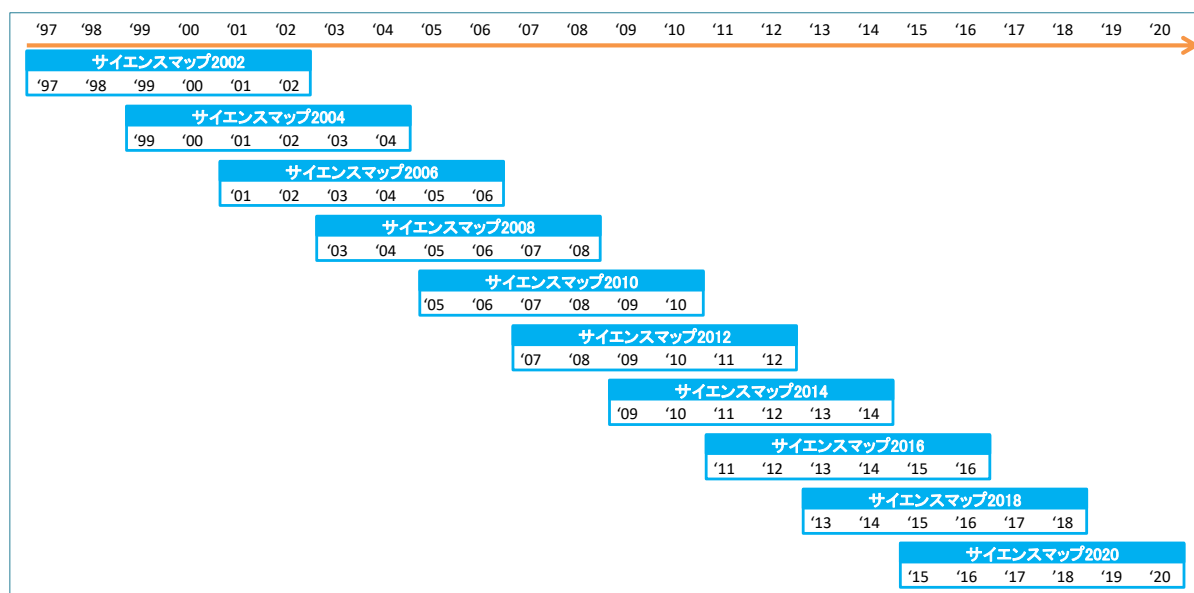 ‘97 ‘98 ‘99 ‘00 ‘01 ‘02 ‘03 ‘04 ‘05 ‘06 ‘07 ‘08 ‘09 ‘10 ‘11 ‘12 ‘13 ‘14 ‘15 ‘16 ‘17 ‘18 ‘19 ‘20
サイエンスマップ2002
‘97 ‘98 ‘99 ‘00 ‘01 ‘02
サイエンスマップ2004
‘99 ‘00 ‘01 ‘02 ‘03 ‘04
サイエンスマップ2006
‘01 ‘02 ‘03 ‘04 ‘05 ‘06
サイエンスマップ2008
‘03 ‘04 ‘05 ‘06 ‘07 ‘08
サイエンスマップ2010
‘05 ‘06 ‘07 ‘08 ‘09 ‘10
サイエンスマップ2012
‘07 ‘08 ‘09 ‘10 ‘11 ‘12
サイエンスマップ2014
‘09 ‘10 ‘11 ‘12 ‘13 ‘14
サイエンスマップ2016
‘11 ‘12 ‘13 ‘14 ‘15 ‘16
サイエンスマップ2018
‘13 ‘14 ‘15 ‘16 ‘17 ‘18
サイエンスマップ2020
‘15 ‘16 ‘17 ‘18 ‘19 ‘20